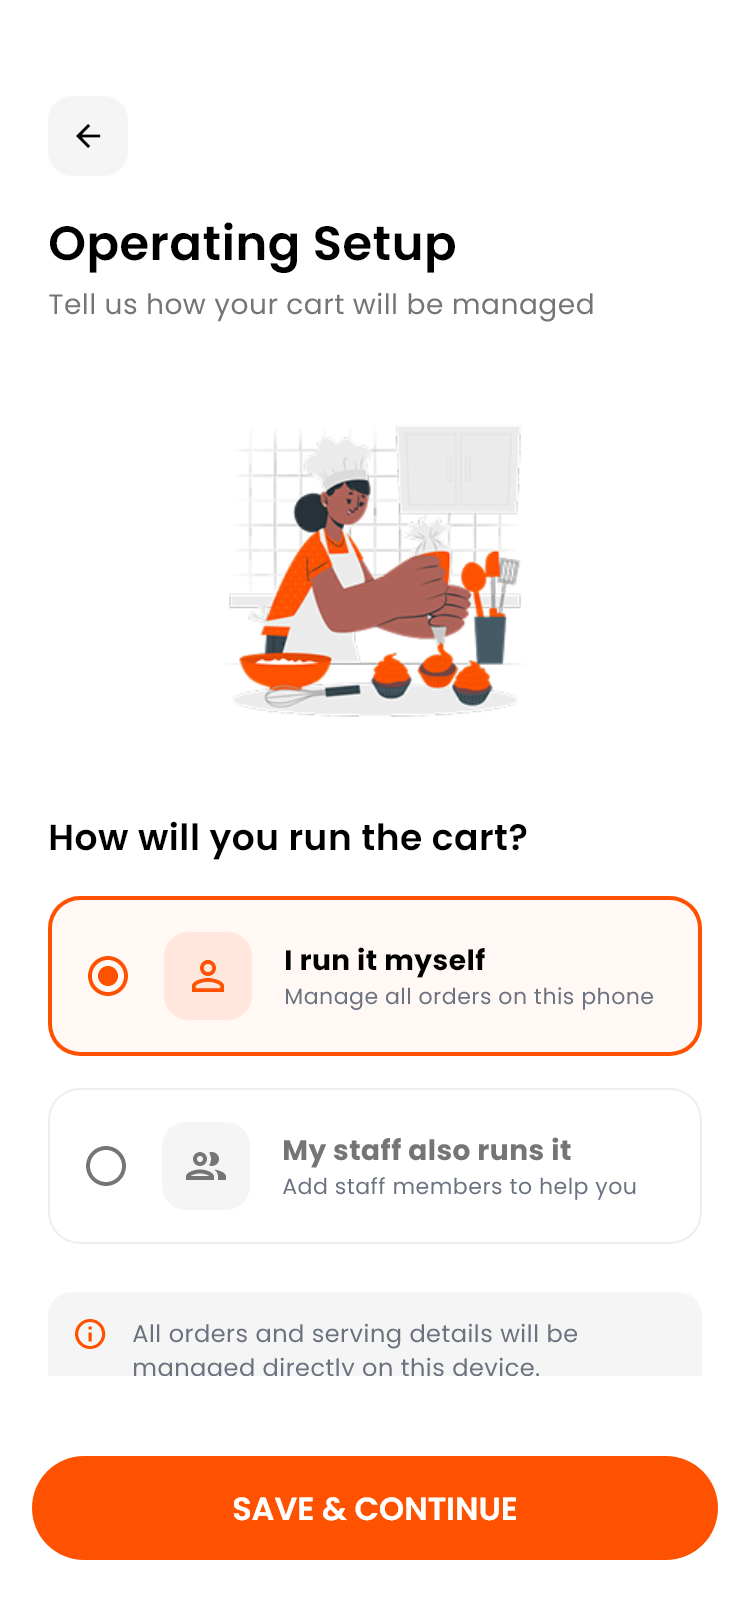 Operating Setup
Tell us how your cart will be managed
How will you run the cart?
I run it myself
Manage all orders on this phone
My staff also runs it
Add staff members to help you
All orders and serving details will be
managed directly on this device.
SAVE & CONTINUE